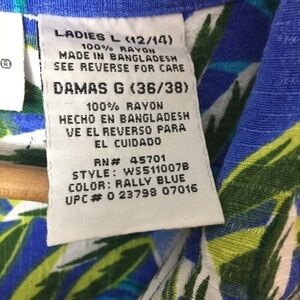 LADIES L (12/14)
100% RAYON
MADE IN BANGLADESH
SEE REVERSE FOR CARE
DAMAS G (36/38)
100% RAYON
HECHO EN BANGLADESH
VE EL REVERSO PARA
EL CUIDADO
RN# 45701
STYLE: WS511007B
COLOR: RALLY BLUE
UPC# 0 23798 07016
®